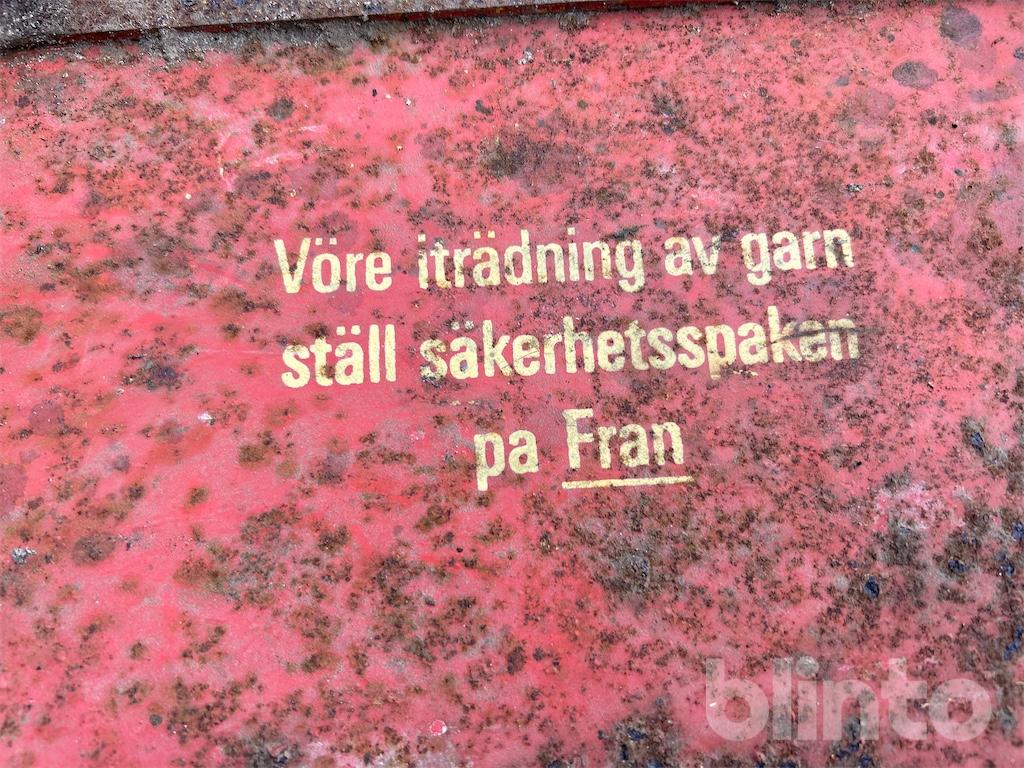 Vöre iträdning av garn
ställ säkerhetsspaken
pa Fran
blinto